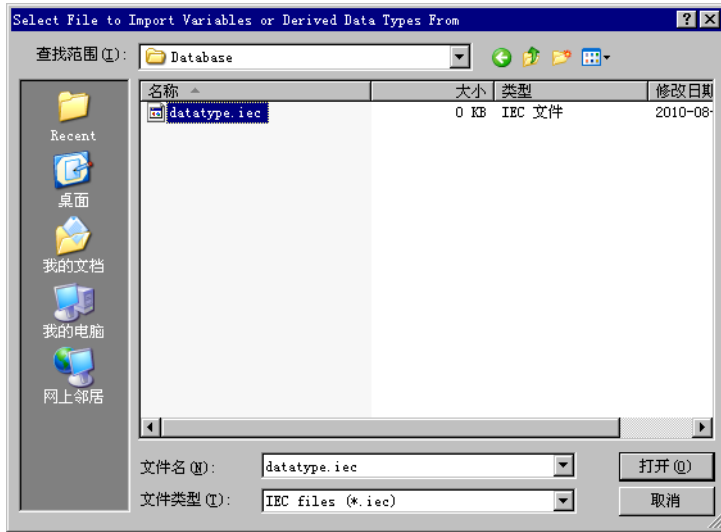 Select File to Import Variables or Derived Data Types From
查找范围(I): Database
名称 大小 类型 修改日期
datatype.iec 0 KB IEC 文件 2010-08-
Recent
桌面
我的文档
我的电脑
网上邻居
文件名(N): datatype.iec 打开(O)
文件类型(T): IEC files (*.iec) 取消